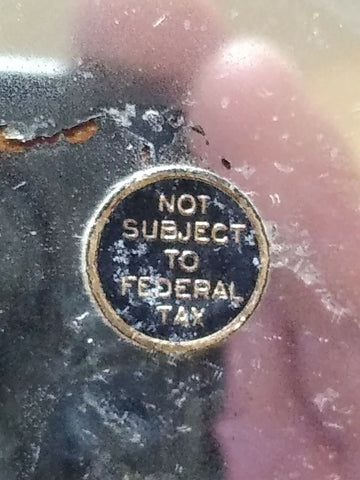 NOT
SUBJECT
TO
FEDERAL
TAX